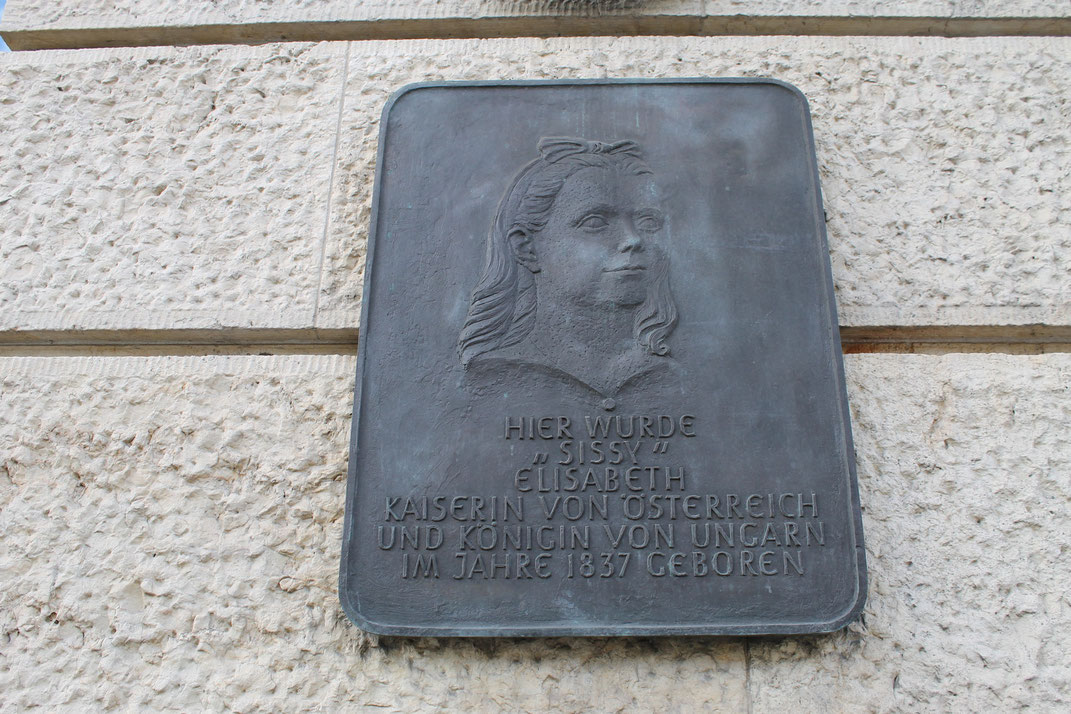 HIER WURDE
„SISSY”
ELISABETH
KAISERIN VON ÖSTERREICH
UND KÖNIGIN VON UNGARN
IM JAHRE 1837 GEBOREN